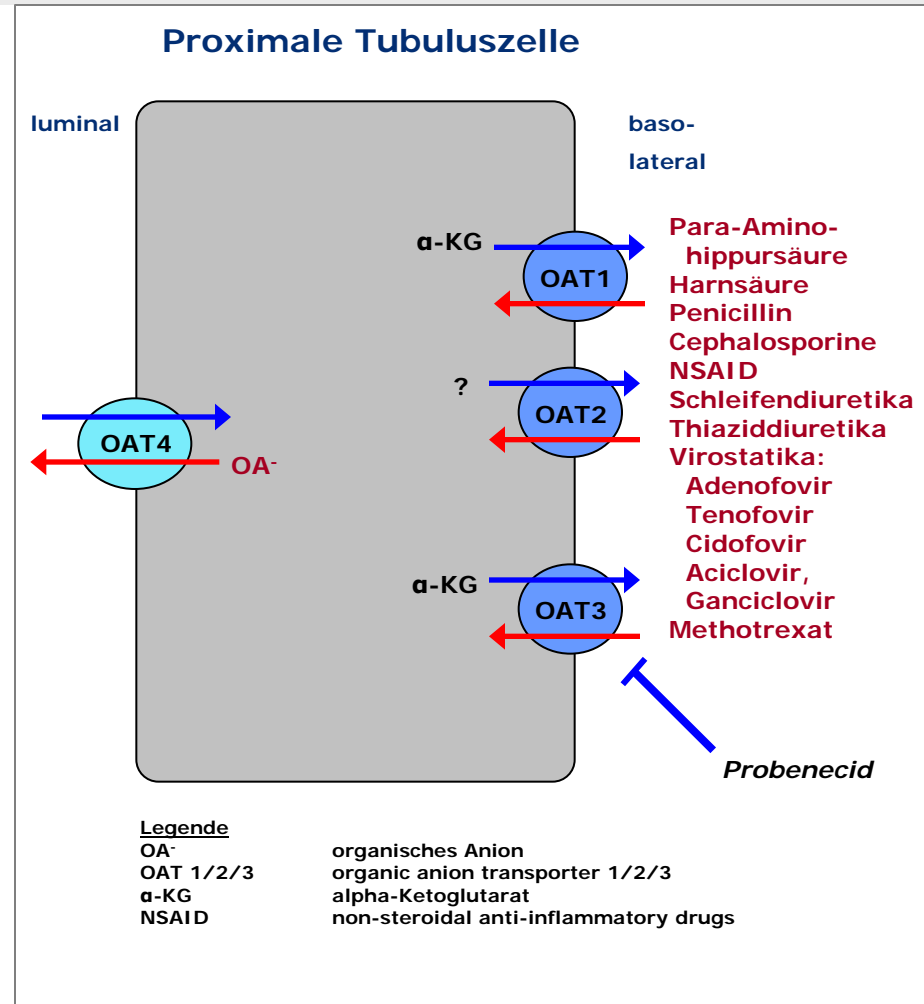 Proximale Tubuluszelle
luminal
baso-
lateral
α-KG
OAT1
?
OAT2
OAT4
OA-
α-KG
OAT3
Para-Amino-
hippursäure
Harnsäure
Penicillin
Cephalosporine
NSAID
Schleifendiuretika
Thiaziddiuretika
Virostatika:
Adenofovir
Tenofovir
Cidofovir
Aciclovir,
Ganciclovir
Methotrexat
Probenecid
Legende
OA- organisches Anion
OAT 1/2/3 organic anion transporter 1/2/3
α-KG alpha-Ketoglutarat
NSAID non-steroidal anti-inflammatory drugs